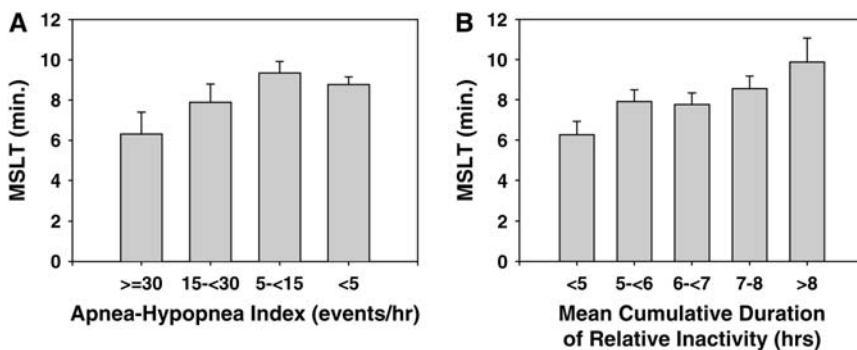 A
MSLT (min.)
12
10
8
6
4
2
0
>=30 15-<30 5-<15 <5
Apnea-Hypopnea Index (events/hr)
B
MSLT (min.)
12
10
8
6
4
2
0
<5 5-<6 6-<7 7-8 >8
Mean Cumulative Duration
of Relative Inactivity (hrs)